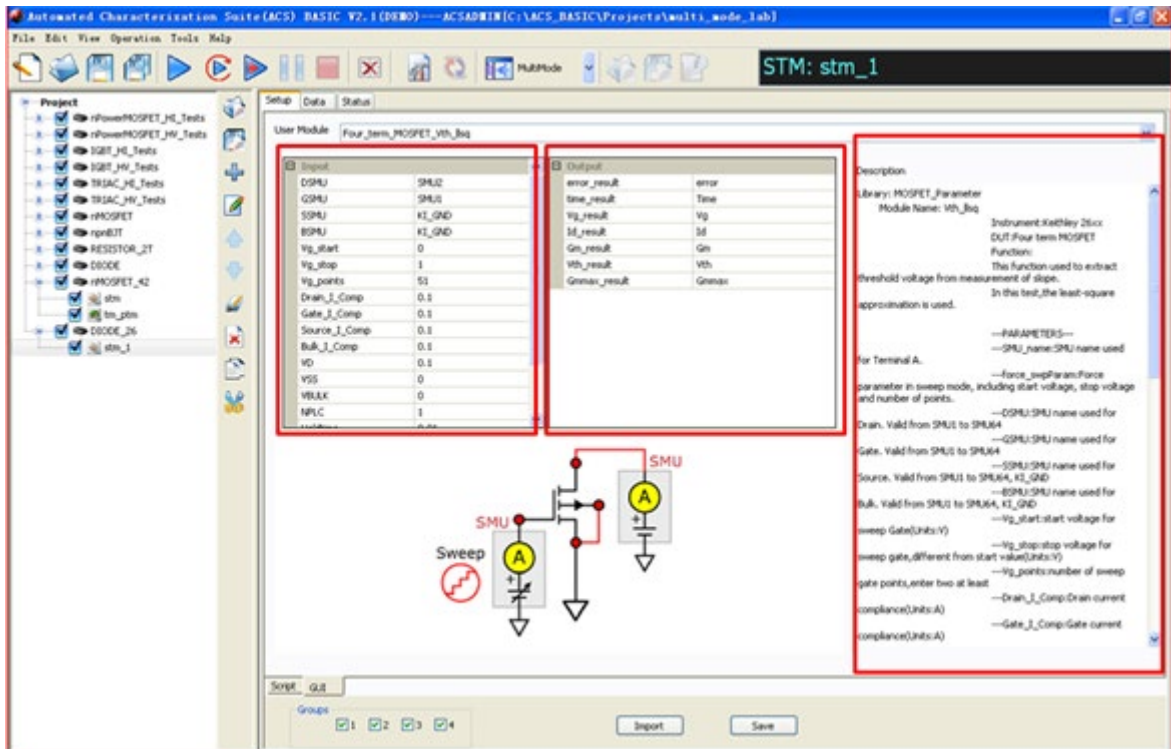 Automated Characterization Suite(ACS) BASIC V2.1(DEMO)---ACSADMIN[C:\ACS_BASIC\Projects\multi_mode_lab]
File Edit View Operation Tools Help
MultiMode
STM: stm_1
Project
nPowerMOSFET_HI_Tests
nPowerMOSFET_HV_Tests
IGBT_HI_Tests
IGBT_HV_Tests
TRIAC_HI_Tests
TRIAC_HV_Tests
nMOSFET
npnBJT
RESISTOR_2T
DIODE
nMOSFET_42
stm
tm_ptm
DIODE_26
stm_1
Setup Data Status
User Module Four_term_MOSFET_Vth_llsq
Input
DSMU SMU2
GSMU SMU1
SSMU KI_GND
BSMU KI_GND
Vg_start 0
Vg_stop 1
Vg_points 51
Drain_I_Comp 0.1
Gate_I_Comp 0.1
Source_I_Comp 0.1
Bulk_I_Comp 0.1
VD 0.1
VSS 0
VBULK 0
NPLC 1
Output
error_result error
time_result Time
Vg_result Vg
Id_result Id
Gm_result Gm
Vth_result Vth
Gmmax_result Gmmax
Description
Library: MOSFET_Parameter
Module Name: Vth_llsq
Instrument:Keithley 26xx
DUT:Four term MOSFET
Function:
This function used to extract
threshold voltage from measurement of slope.
In this test,the least-square
approximation is used.
---PARAMETERS---
---SMU_name:SMU name used
for Terminal A.
---force_swpParam:Force
parameter in sweep mode, including start voltage, stop voltage
and number of points.
---DSMU:SMU name used for
Drain. Valid from SMU1 to SMU64
---GSMU:SMU name used for
Gate. Valid from SMU1 to SMU64
---SSMU:SMU name used for
Source. Valid from SMU1 to SMU64, KI_GND
---BSMU:SMU name used for
Bulk. Valid from SMU1 to SMU64, KI_GND
---Vg_start:start voltage for
sweep Gate(Units:V)
---Vg_stop:stop voltage for
sweep gate,different from start value(Units:V)
---Vg_points:number of sweep
gate points,enter two at least
---Drain_I_Comp:Drain current
compliance(Units:A)
---Gate_I_Comp:Gate current
compliance(Units:A)
SMU
A
SMU
Sweep
A
Script GUI
Groups
1 2 3 4
Import Save